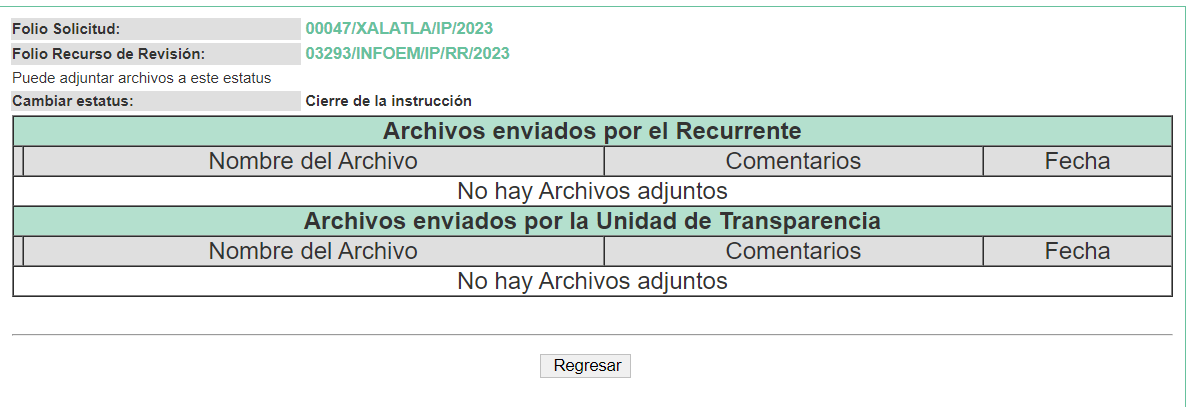 Folio Solicitud: 00047/XALATLA/IP/2023
Folio Recurso de Revisión: 03293/INFOEM/IP/RR/2023
Puede adjuntar archivos a este estatus
Cambiar estatus: Cierre de la instrucción
Archivos enviados por el Recurrente
Nombre del Archivo Comentarios Fecha
No hay Archivos adjuntos
Archivos enviados por la Unidad de Transparencia
Nombre del Archivo Comentarios Fecha
No hay Archivos adjuntos
Regresar